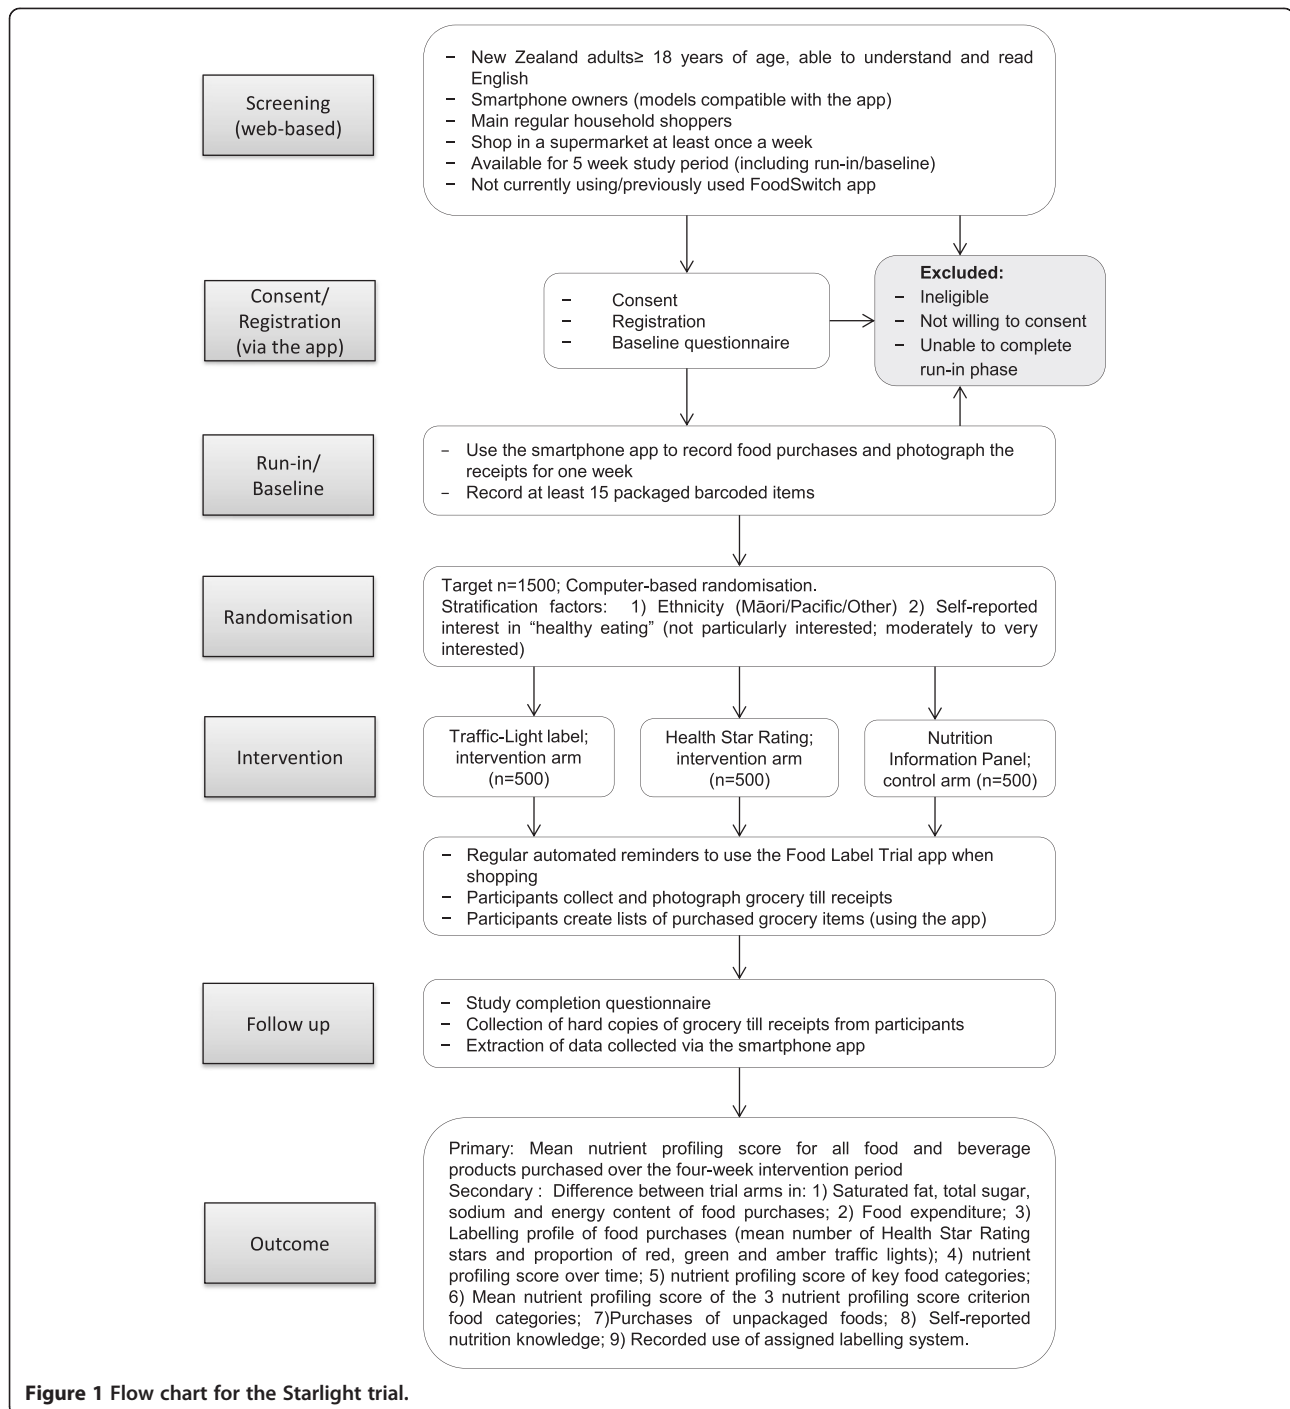 Screening
(web-based)
− New Zealand adults≥ 18 years of age, able to understand and read
English
− Smartphone owners (models compatible with the app)
− Main regular household shoppers
− Shop in a supermarket at least once a week
− Available for 5 week study period (including run-in/baseline)
− Not currently using/previously used FoodSwitch app
Consent/
Registration
(via the app)
− Consent
− Registration
− Baseline questionnaire
Excluded:
− Ineligible
− Not willing to consent
− Unable to complete
run-in phase
Run-in/
Baseline
− Use the smartphone app to record food purchases and photograph the
receipts for one week
− Record at least 15 packaged barcoded items
Randomisation
Target n=1500; Computer-based randomisation.
Stratification factors: 1) Ethnicity (Māori/Pacific/Other) 2) Self-reported
interest in “healthy eating” (not particularly interested; moderately to very
interested)
Intervention
Traffic-Light label;
intervention arm
(n=500)
Health Star Rating;
intervention arm
(n=500)
Nutrition
Information Panel;
control arm (n=500)
− Regular automated reminders to use the Food Label Trial app when
shopping
− Participants collect and photograph grocery till receipts
− Participants create lists of purchased grocery items (using the app)
Follow up
− Study completion questionnaire
− Collection of hard copies of grocery till receipts from participants
− Extraction of data collected via the smartphone app
Outcome
Primary: Mean nutrient profiling score for all food and beverage
products purchased over the four-week intervention period
Secondary : Difference between trial arms in: 1) Saturated fat, total sugar,
sodium and energy content of food purchases; 2) Food expenditure; 3)
Labelling profile of food purchases (mean number of Health Star Rating
stars and proportion of red, green and amber traffic lights); 4) nutrient
profiling score over time; 5) nutrient profiling score of key food categories;
6) Mean nutrient profiling score of the 3 nutrient profiling score criterion
food categories; 7)Purchases of unpackaged foods; 8) Self-reported
nutrition knowledge; 9) Recorded use of assigned labelling system.
Figure 1 Flow chart for the Starlight trial.